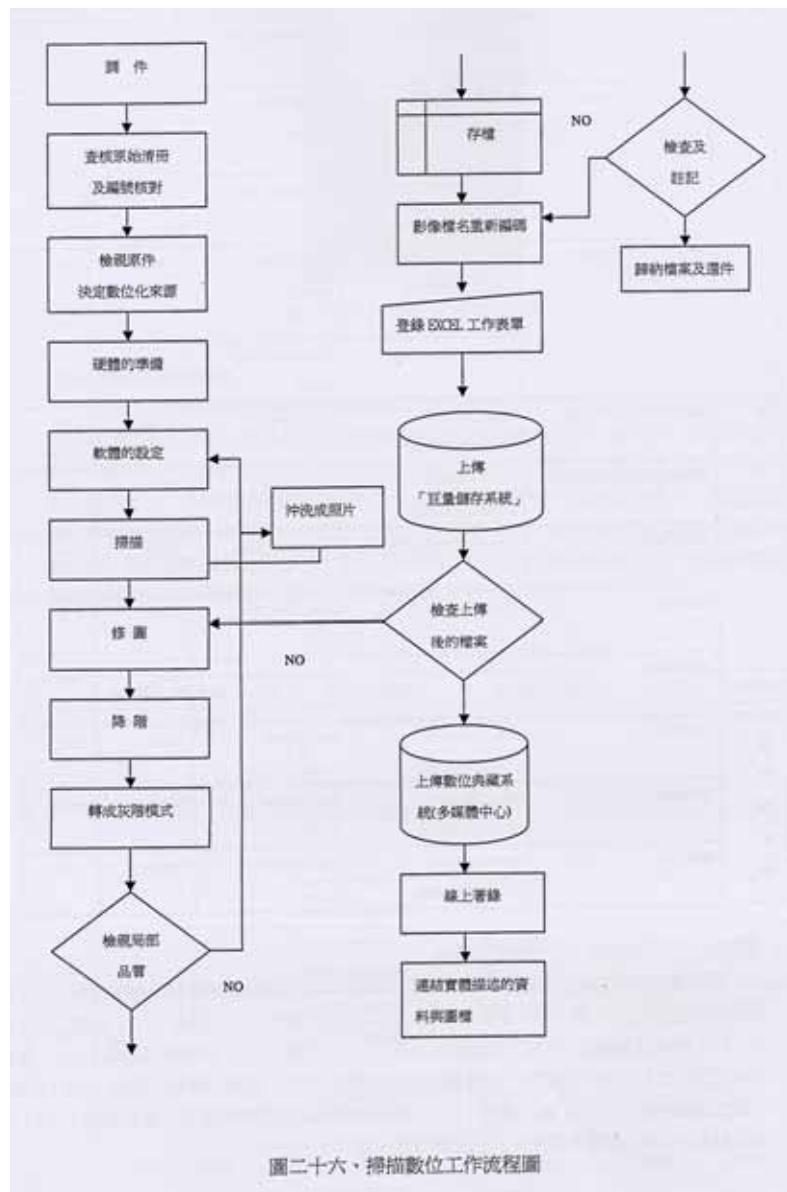 調 件
查核原始清冊
及編號核對
檢視原件
決定數位化來源
硬體的準備
軟體的設定
掃描
沖洗成照片
修 圖
降 階
轉成灰階模式
檢視局部
品質
NO
存檔
影像檔名重新編碼
登錄 EXCEL 工作表單
上傳
「巨量儲存系統」
檢查上傳
後的檔案
NO
上傳數位典藏系
統(多媒體中心)
線上著錄
連結實體描述的資
料與圖檔
NO
檢查及
註記
歸納檔案及還件
圖二十六、掃描數位工作流程圖